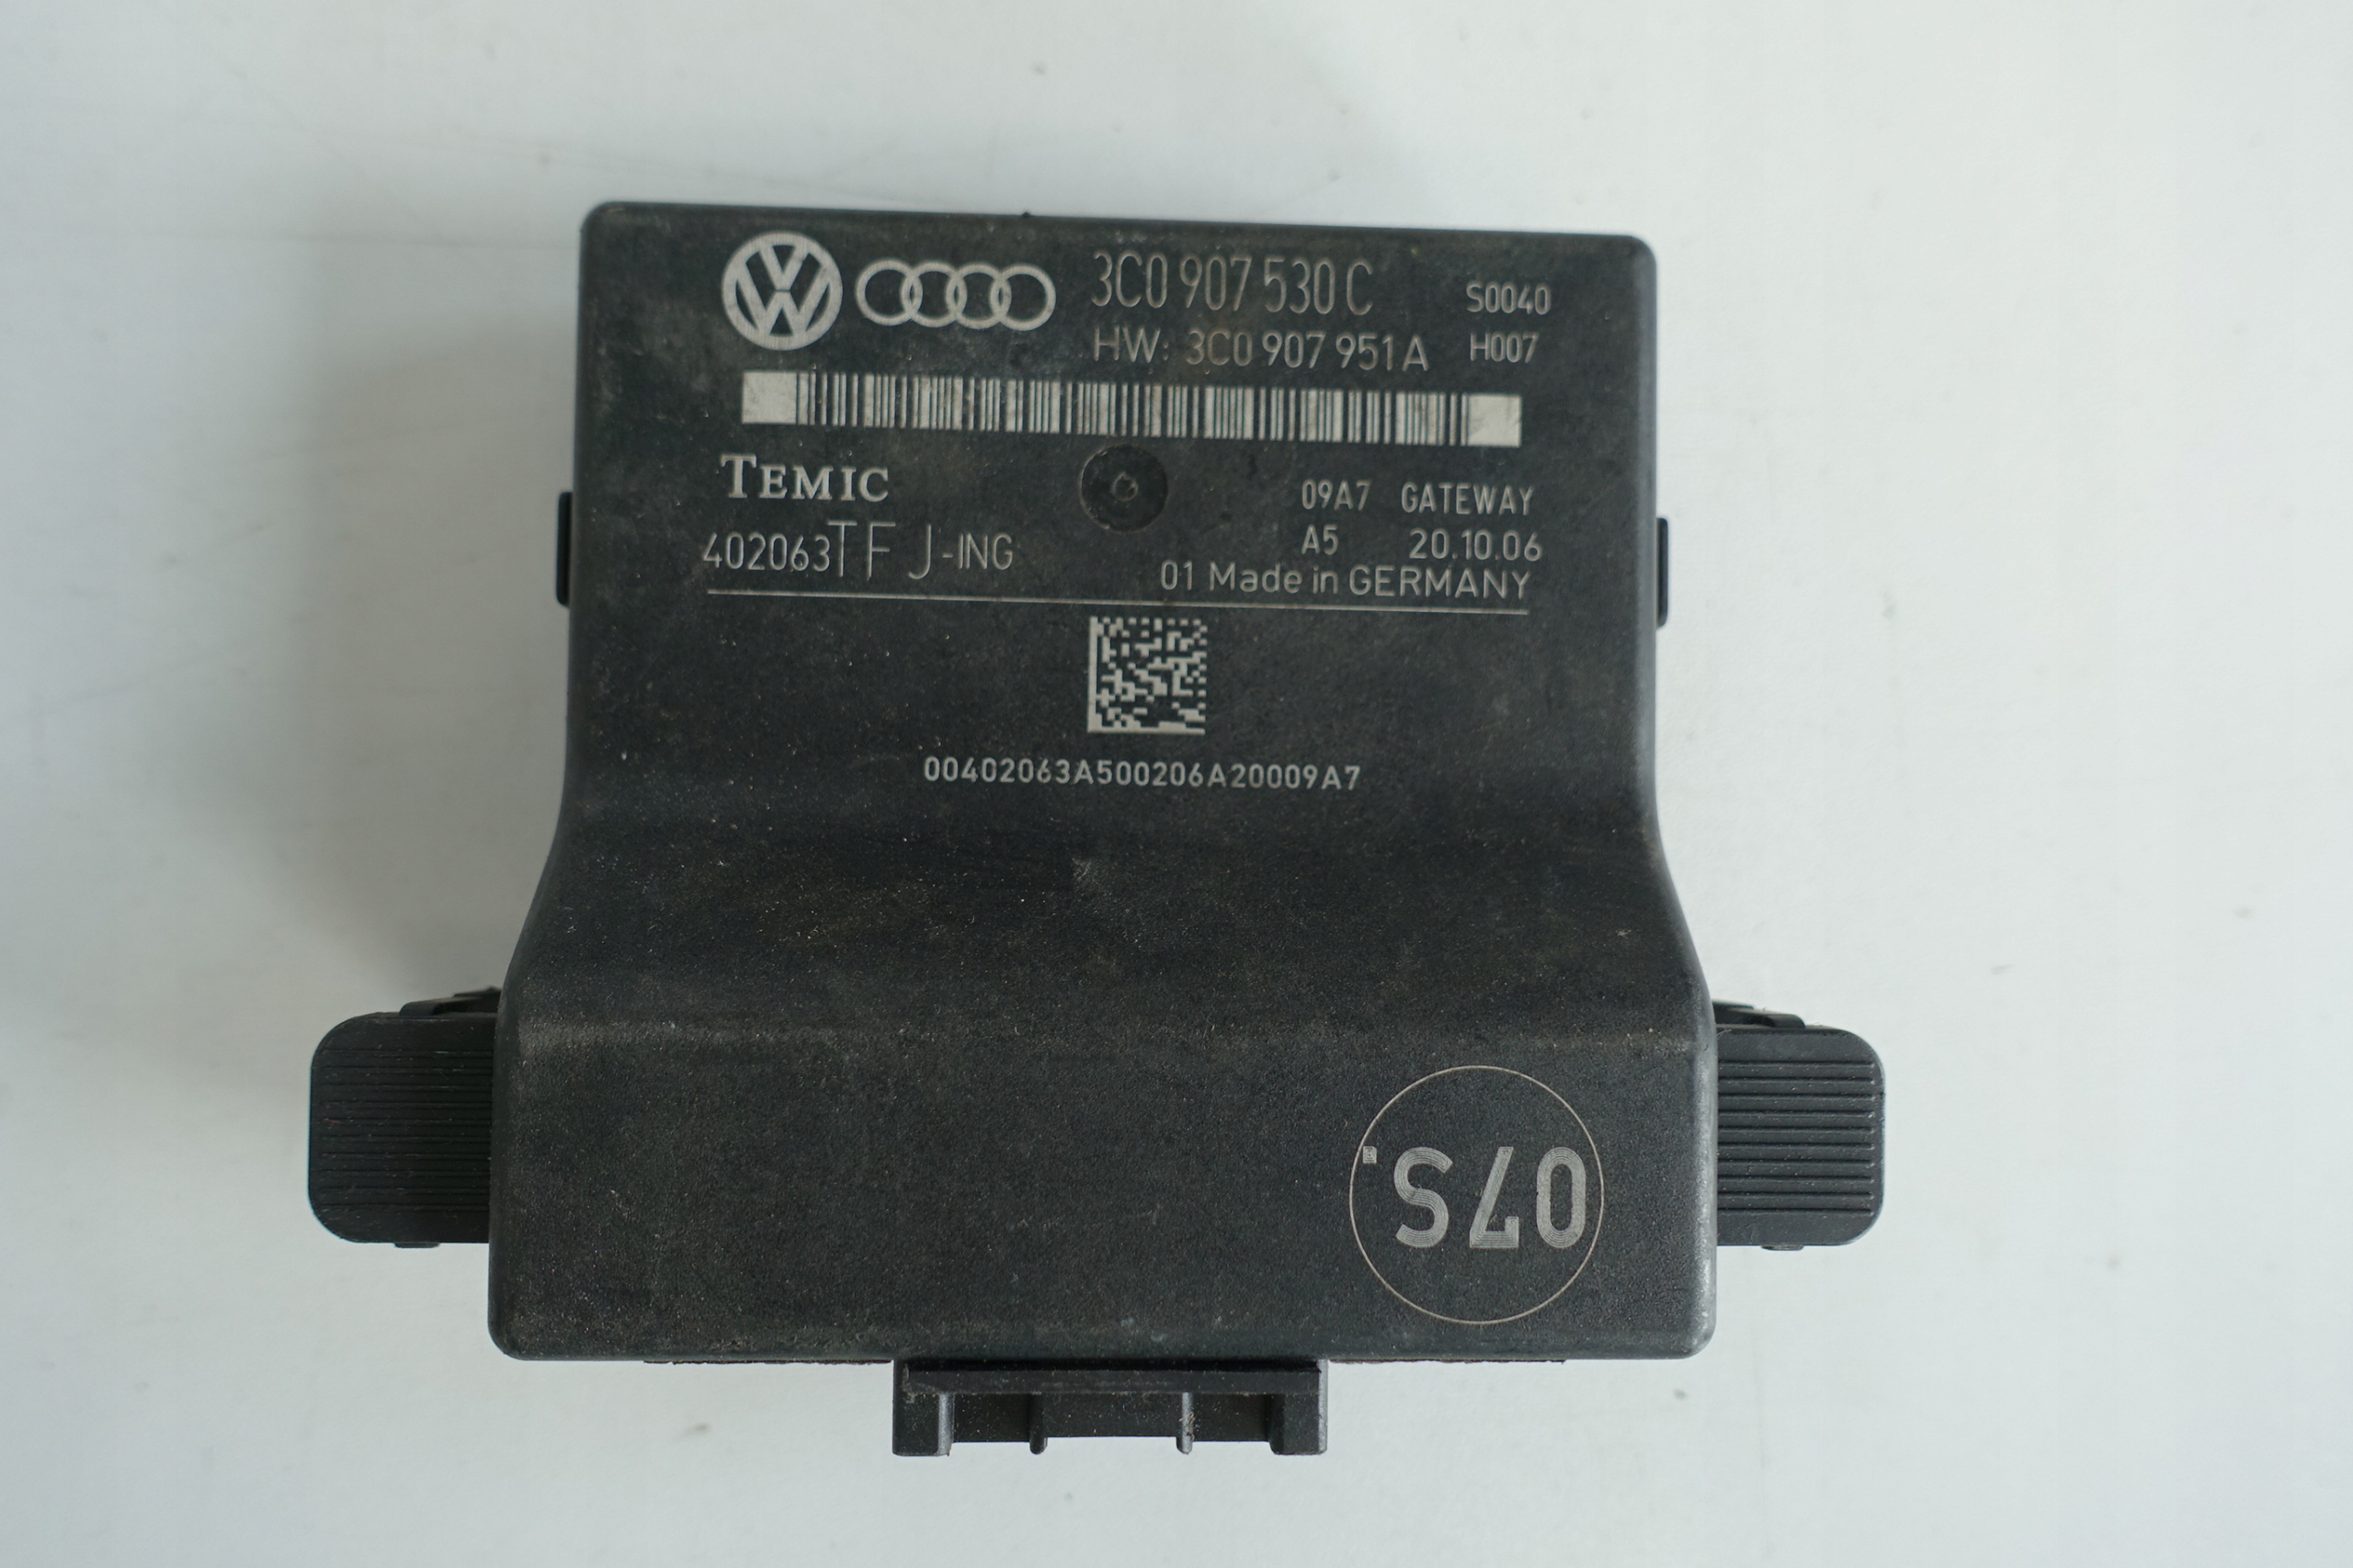 3C0 907 530 C S0040
HW: 3C0 907 951 A H007
TEMIC 09A7 GATEWAY
402063TF J-ING A5 20.10.06
01 Made in GERMANY
00402063A500206A20009A7
07S.